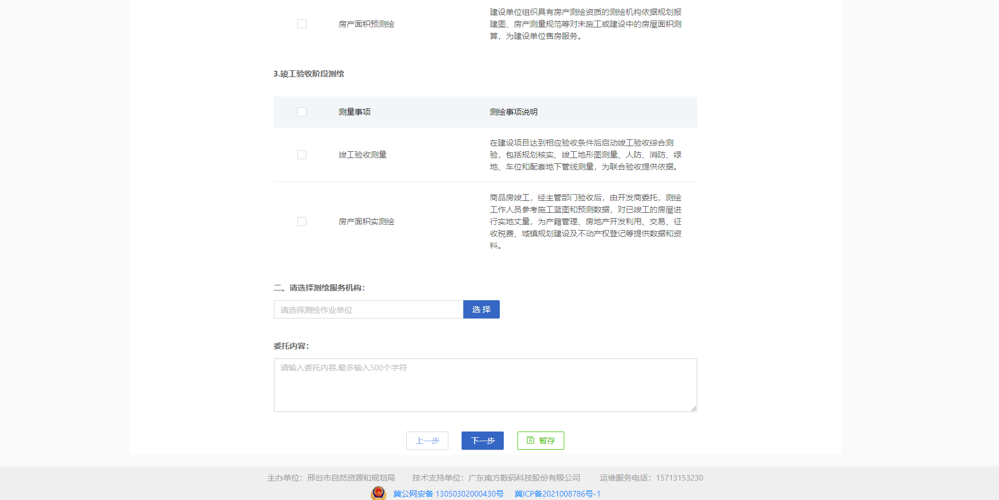 房产面积预测绘
建设单位组织具有房产测绘资质的测绘机构依据规划报
建图、房产测量规范等对未施工或建设中的房屋面积测
算，为建设单位售房服务。
3.竣工验收阶段测绘
测量事项
测绘事项说明
竣工验收测量
在建设项目达到相应验收条件后启动竣工验收综合测
验，包括规划核实、竣工地形图测量、人防、消防、绿
地、车位和配套地下管线测量，为联合验收提供依据。
房产面积实测绘
商品房竣工，经主管部门验收后，由开发商委托，测绘
工作人员参考施工蓝图和预测数据，对已竣工的房屋进
行实地丈量，为产籍管理、房地产开发利用、交易、征
收税费、城镇规划建设及不动产权登记等提供数据和资
料。
二、请选择测绘服务机构：
请选择测绘作业单位
选 择
委托内容：
请输入委托内容,最多输入500个字符
上一步
下一步
暂存
主办单位：邢台市自然资源和规划局 技术支持单位：广东南方数码科技股份有限公司 运维服务电话：15713153230
冀公网安备 13050302000430号 冀ICP备2021008786号-1